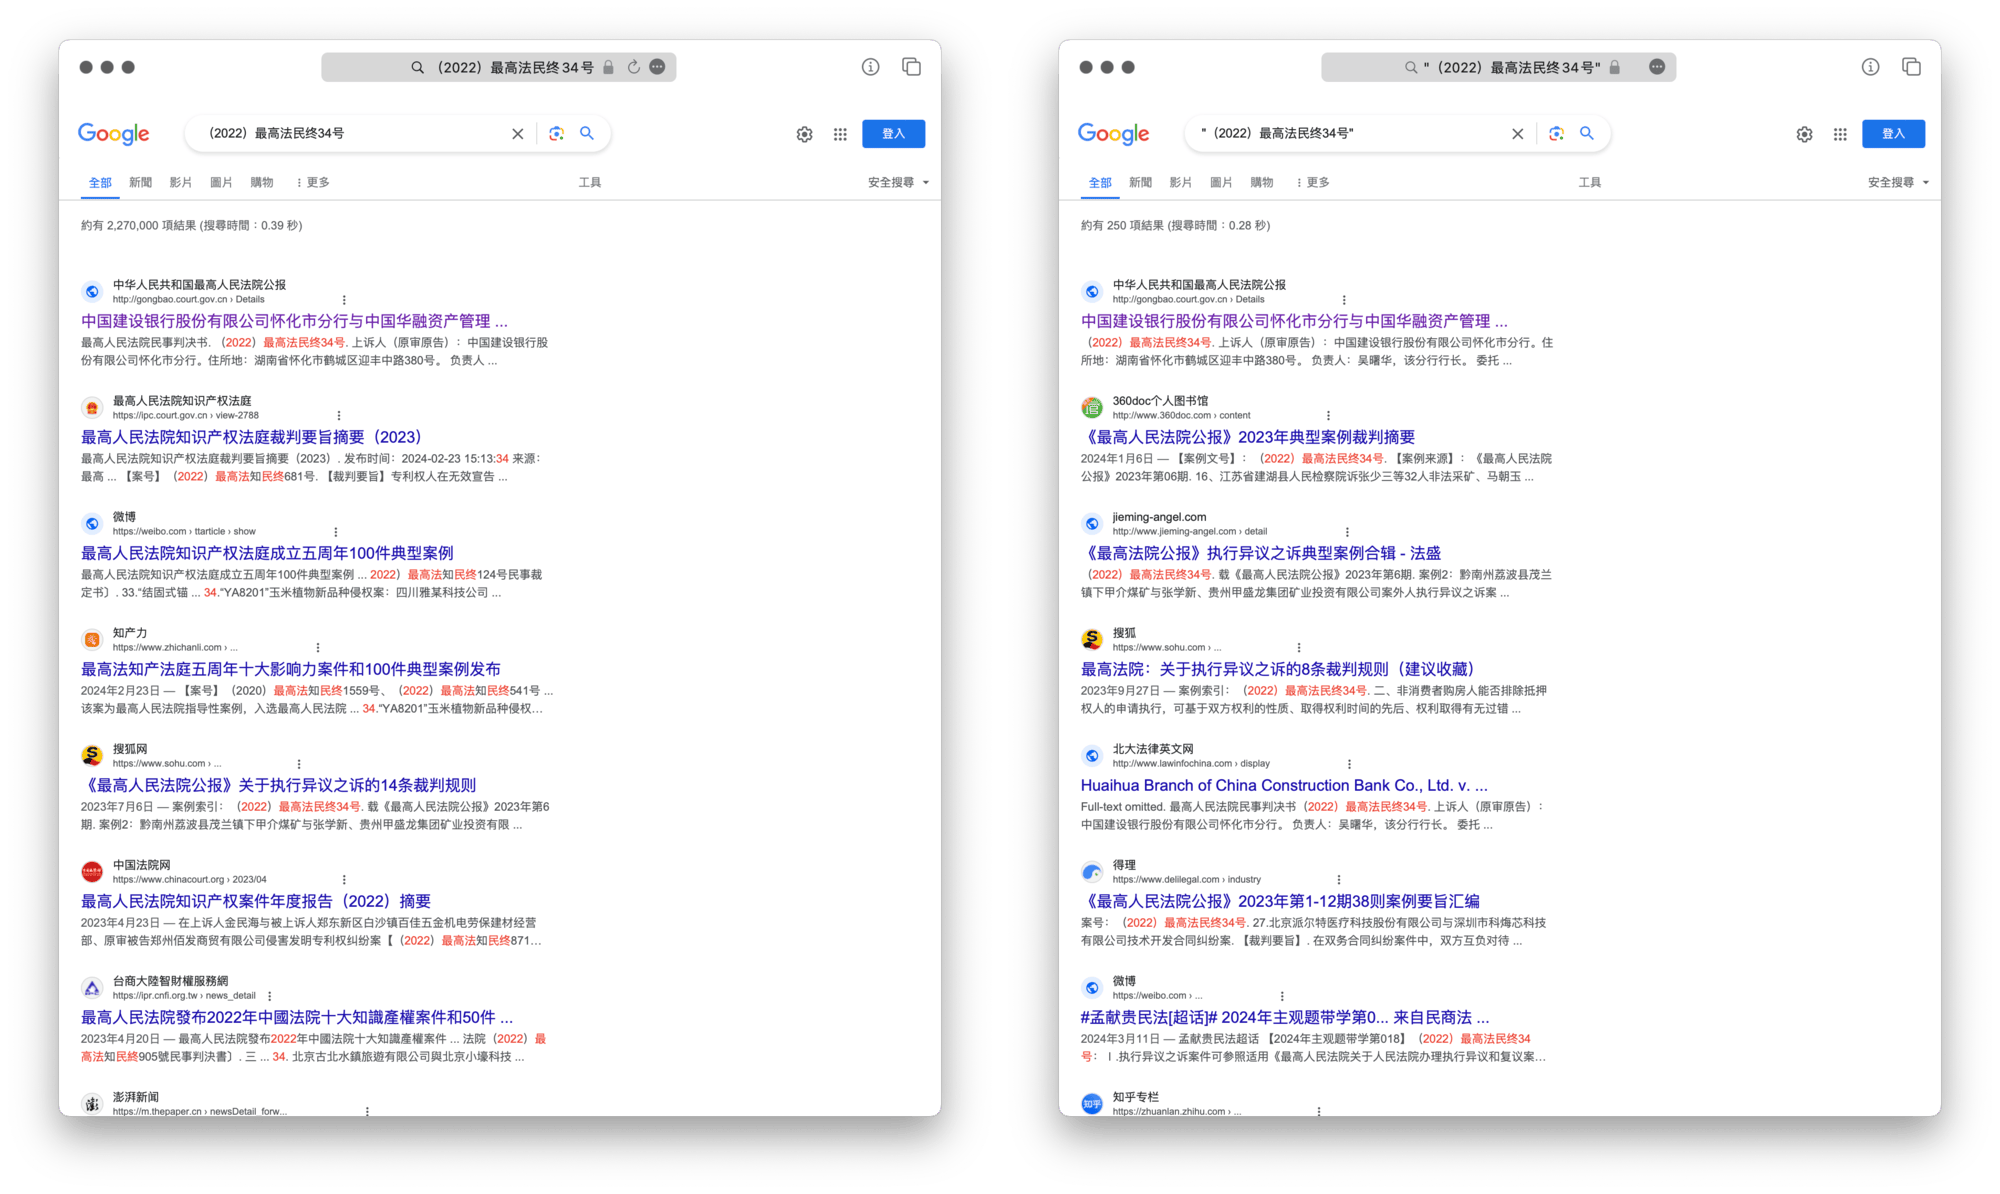 （2022）最高法民终34号
Google
（2022）最高法民终34号
登入
全部 新聞 影片 圖片 購物 ⋮更多 工具 安全搜尋
約有 2,270,000 項結果 (搜尋時間：0.39 秒)
中华人民共和国最高人民法院公报
http://gongbao.court.gov.cn › Details
中国建设银行股份有限公司怀化市分行与中国华融资产管理 ...
最高人民法院民事判决书. （2022）最高法民终34号. 上诉人（原审原告）：中国建设银行股
份有限公司怀化市分行。住所地：湖南省怀化市鹤城区迎丰中路380号。 负责人 ...
最高人民法院知识产权法庭
https://ipc.court.gov.cn › view-2788
最高人民法院知识产权法庭裁判要旨摘要（2023）
最高人民法院知识产权法庭裁判要旨摘要（2023）. 发布时间：2024-02-23 15:13:34 来源：
最高 ... 【案号】（2022）最高法知民终681号. 【裁判要旨】专利权人在无效宣告 ...
微博
https://weibo.com › ttarticle › show
最高人民法院知识产权法庭成立五周年100件典型案例
最高人民法院知识产权法庭成立五周年100件典型案例 ... 2022）最高法知民终124号民事裁
定书〕. 33.“结固式锚 ... 34.“YA8201”玉米植物新品种侵权案：四川雅某科技公司 ...
知产力
https://www.zhichanli.com › ...
最高法知产法庭五周年十大影响力案件和100件典型案例发布
2024年2月23日 — 【案号】（2020）最高法知民终1559号、（2022）最高法知民终541号 ...
该案为最高人民法院指导性案例，入选最高人民法院 ... 34.“YA8201”玉米植物新品种侵权...
搜狐网
https://www.sohu.com › ...
《最高人民法院公报》关于执行异议之诉的14条裁判规则
2023年7月6日 — 案例索引：（2022）最高法民终34号. 载《最高人民法院公报》2023年第6
期. 案例2：黔南州荔波县茂兰镇下甲介煤矿与张学新、贵州甲盛龙集团矿业投资有限 ...
中国法院网
https://www.chinacourt.org › 2023/04
最高人民法院知识产权案件年度报告（2022）摘要
2023年4月23日 — 在上诉人金民海与被上诉人郑东新区白沙镇百佳五金机电劳保建材经营
部、原审被告郑州佰发商贸有限公司侵害发明专利权纠纷案【（2022）最高法知民终871...
台商大陸智財權服務網
https://ipr.cnfi.org.tw › news_detail
最高人民法院發布2022年中國法院十大知識產權案件和50件 ...
2023年4月20日 — 最高人民法院發布2022年中國法院十大知識產權案件 ... 法院（2022）最
高法知民終905號民事判決書〕. 三 ... 34. 北京古北水鎮旅遊有限公司與北京小壕科技 ...
澎湃新闻
https://m.thepaper.cn › newsDetail_forw...
"（2022）最高法民终34号"
Google
"（2022）最高法民终34号"
登入
全部 新聞 影片 圖片 購物 ⋮更多 工具 安全搜尋
約有 250 項結果 (搜尋時間：0.28 秒)
中华人民共和国最高人民法院公报
http://gongbao.court.gov.cn › Details
中国建设银行股份有限公司怀化市分行与中国华融资产管理 ...
（2022）最高法民终34号. 上诉人（原审原告）：中国建设银行股份有限公司怀化市分行。住
所地：湖南省怀化市鹤城区迎丰中路380号。 负责人：吴曙华，该分行行长。 委托 ...
360doc个人图书馆
http://www.360doc.com › content
《最高人民法院公报》2023年典型案例裁判摘要
2024年1月6日 — 【案例文号】：（2022）最高法民终34号. 【案例来源】：《最高人民法院
公报》2023年第06期. 16、江苏省建湖县人民检察院诉张少三等32人非法采矿、马朝玉 ...
jieming-angel.com
http://www.jieming-angel.com › detail
《最高法院公报》执行异议之诉典型案例合辑 - 法盛
（2022）最高法民终34号. 载《最高人民法院公报》2023年第6期. 案例2：黔南州荔波县茂兰
镇下甲介煤矿与张学新、贵州甲盛龙集团矿业投资有限公司案外人执行异议之诉案 ...
搜狐
https://www.sohu.com › ...
最高法院：关于执行异议之诉的8条裁判规则（建议收藏）
2023年9月27日 — 案例索引：（2022）最高法民终34号. 二、非消费者购房人能否排除抵押
权人的申请执行，可基于双方权利的性质、取得权利时间的先后、权利取得有无过错 ...
北大法律英文网
http://www.lawinfochina.com › display
Huaihua Branch of China Construction Bank Co., Ltd. v. ...
Full-text omitted. 最高人民法院民事判决书（2022）最高法民终34号. 上诉人（原审原告）：
中国建设银行股份有限公司怀化市分行。 负责人：吴曙华，该分行行长。 委托 ...
得理
https://www.delilegal.com › industry
《最高人民法院公报》2023年第1-12期38则案例要旨汇编
案号：（2022）最高法民终34号. 27.北京派尔特医疗科技股份有限公司与深圳市科烸芯科技
有限公司技术开发合同纠纷案. 【裁判要旨】. 在双务合同纠纷案件中，双方互负对待 ...
微博
https://weibo.com › ...
#孟献贵民法[超话]# 2024年主观题带学第0... 来自民商法 ...
2024年3月11日 — 孟献贵民法超话 【2024年主观题带学第018】（2022）最高法民终34
号：Ⅰ.执行异议之诉案件可参照适用《最高人民法院关于人民法院办理执行异议和复议案...
知乎专栏
https://zhuanlan.zhihu.com › ...